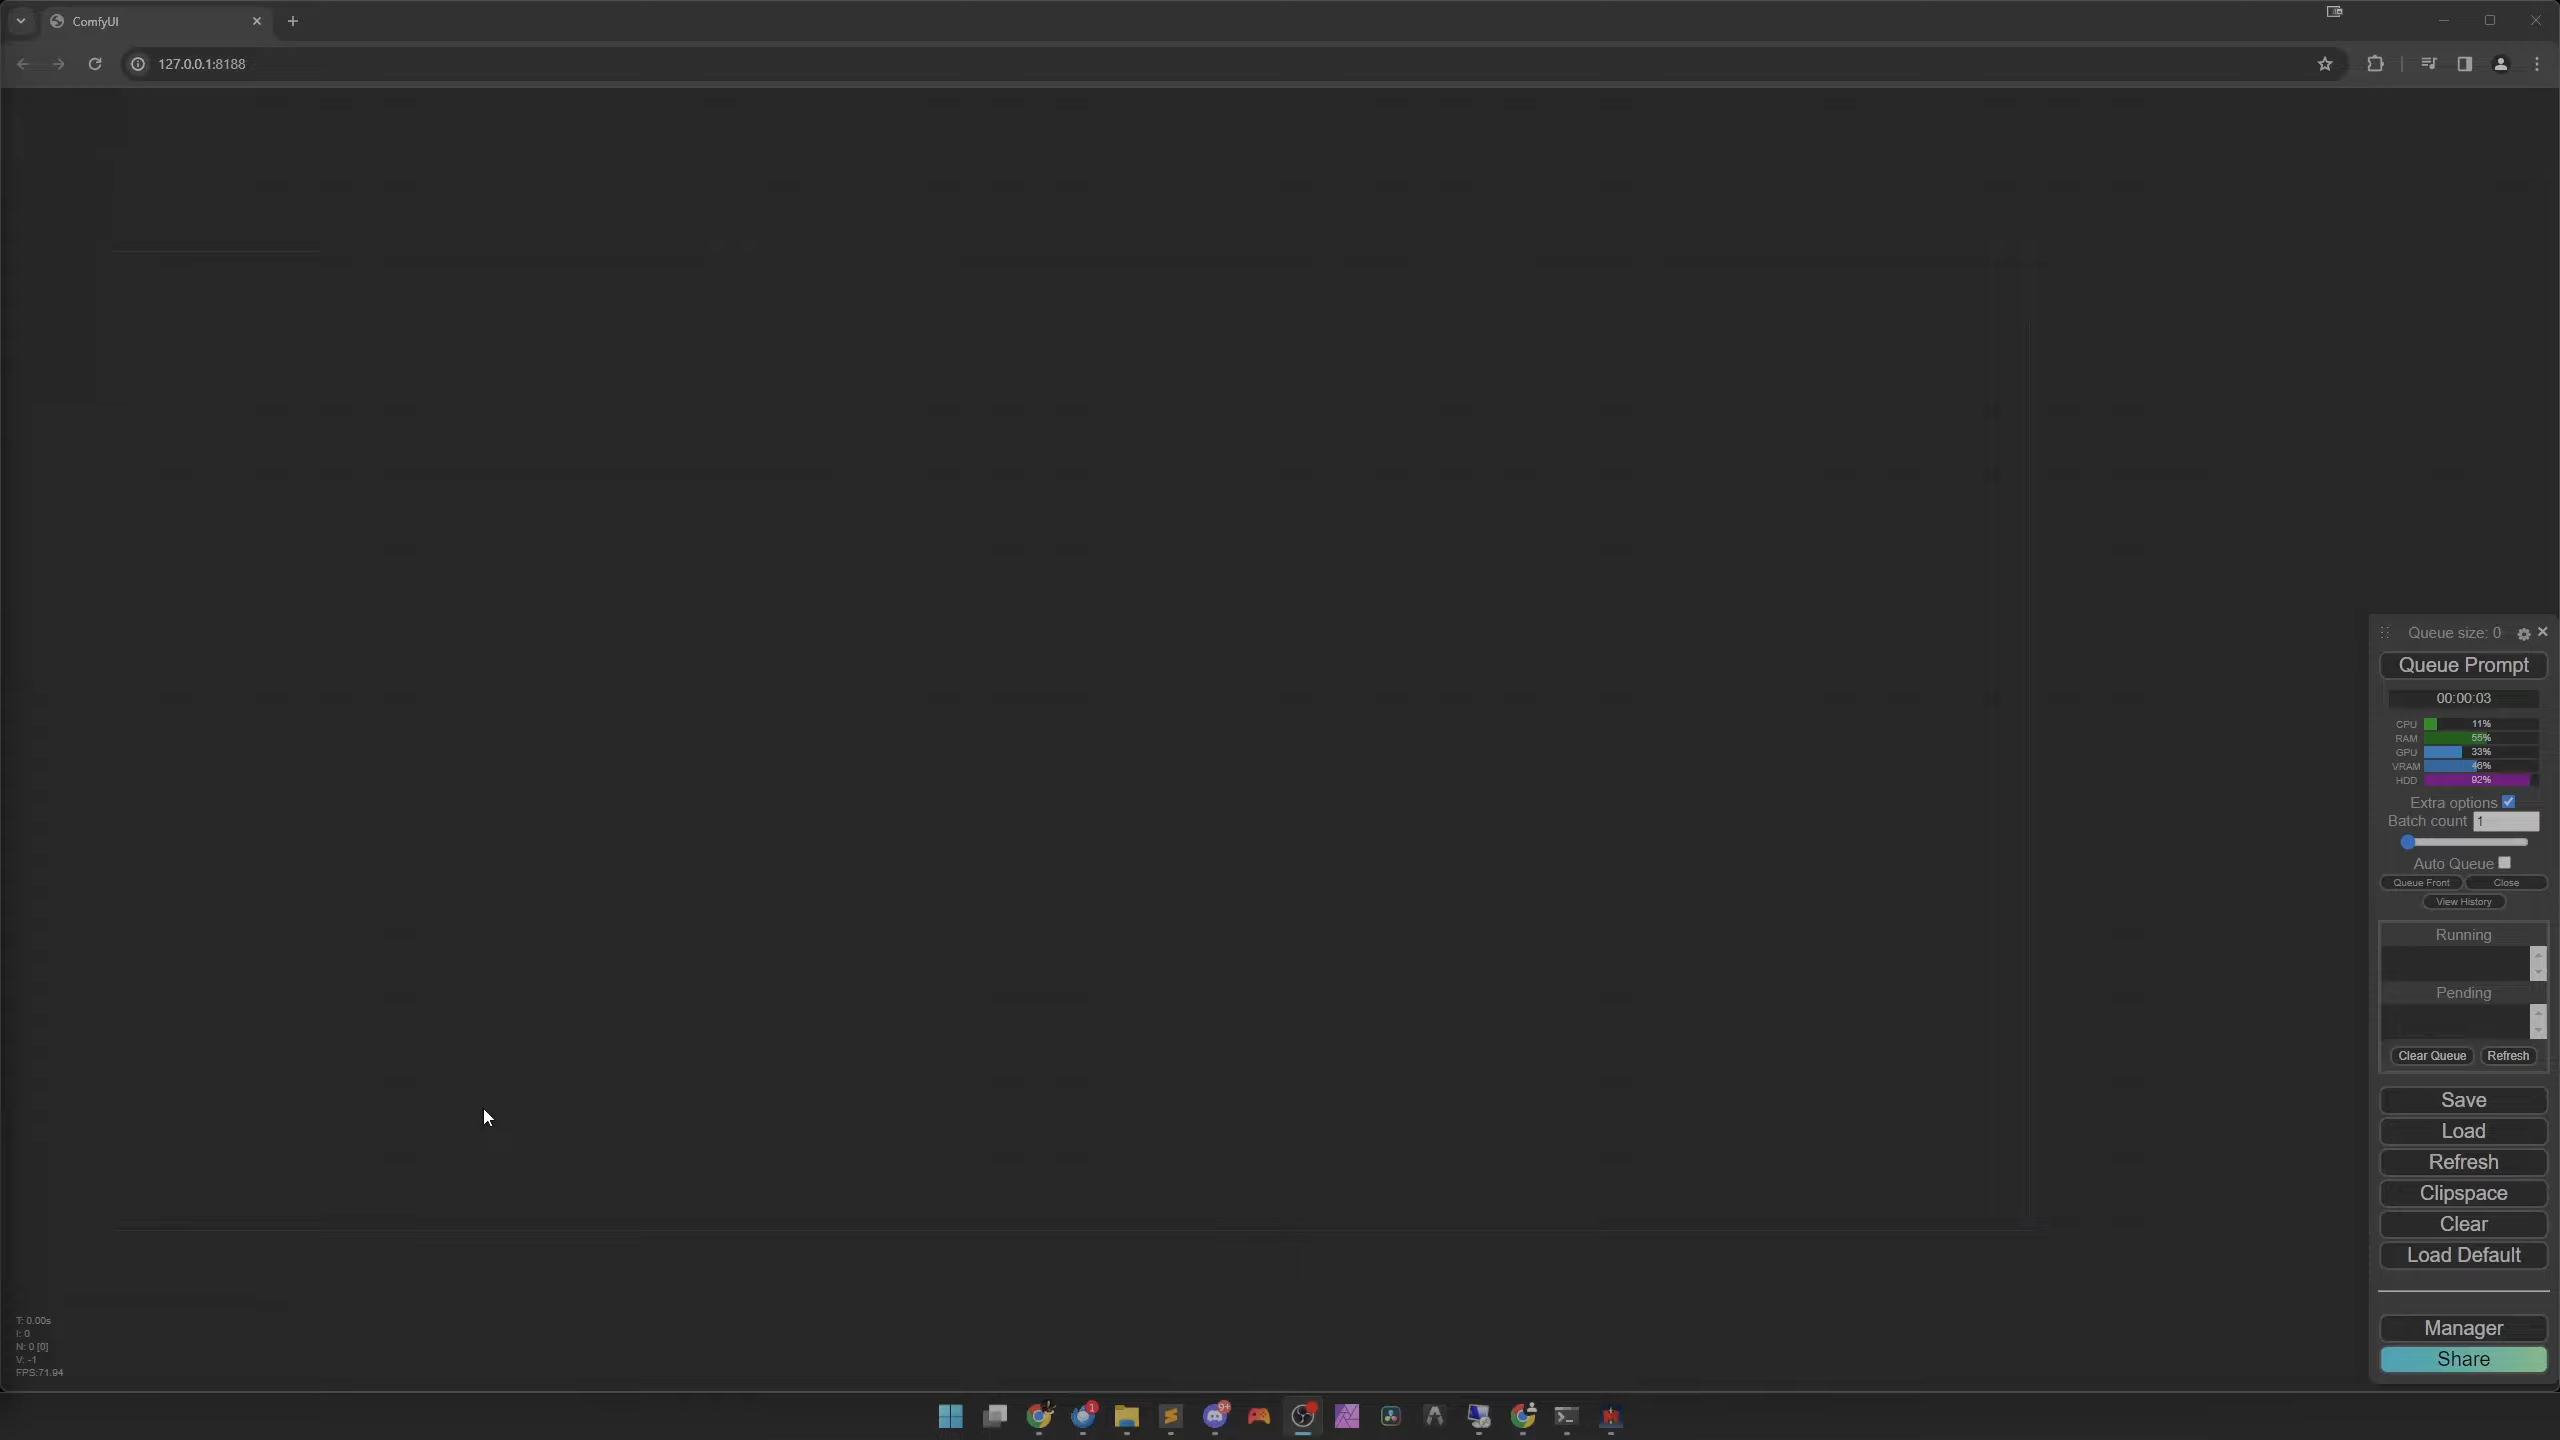 ComfyUI
127.0.0.1:8188
Queue size: 0
Queue Prompt
00:00:03
CPU 11%
RAM 55%
GPU 33%
VRAM 46%
HDD 92%
Extra options
Batch count 1
Auto Queue
Queue Front Close
View History
Running
Pending
Clear Queue Refresh
Save
Load
Refresh
Clipspace
Clear
Load Default
Manager
Share
T: 0.00s
I: 0
N: 0 [0]
V: -1
FPS:71.94
1
9+